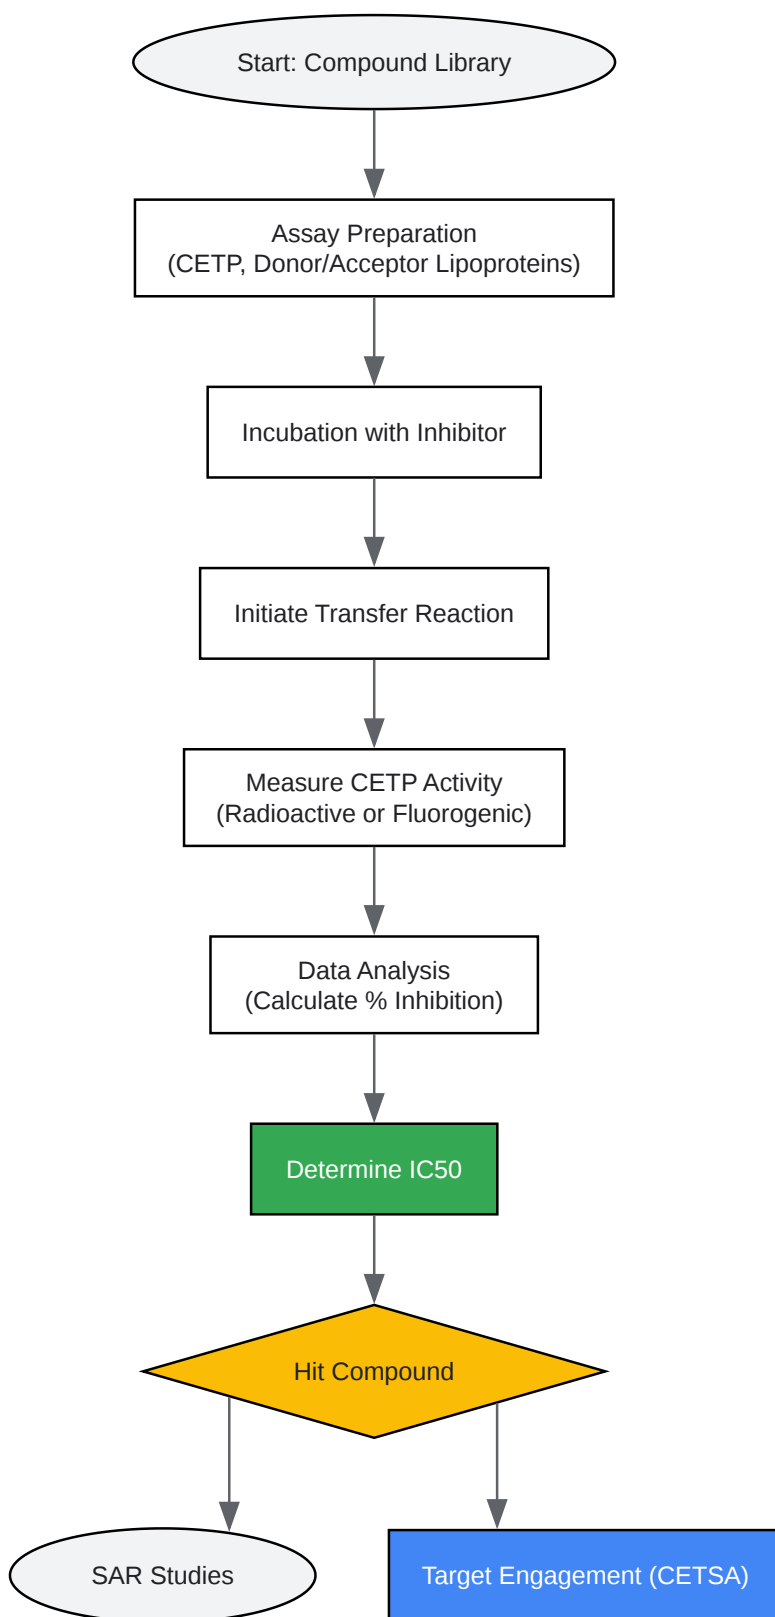 Start: Compound Library
Assay Preparation
(CETP, Donor/Acceptor Lipoproteins)
Incubation with Inhibitor
Initiate Transfer Reaction
Measure CETP Activity
(Radioactive or Fluorogenic)
Data Analysis
(Calculate % Inhibition)
Determine IC50
Hit Compound
SAR Studies
Target Engagement (CETSA)